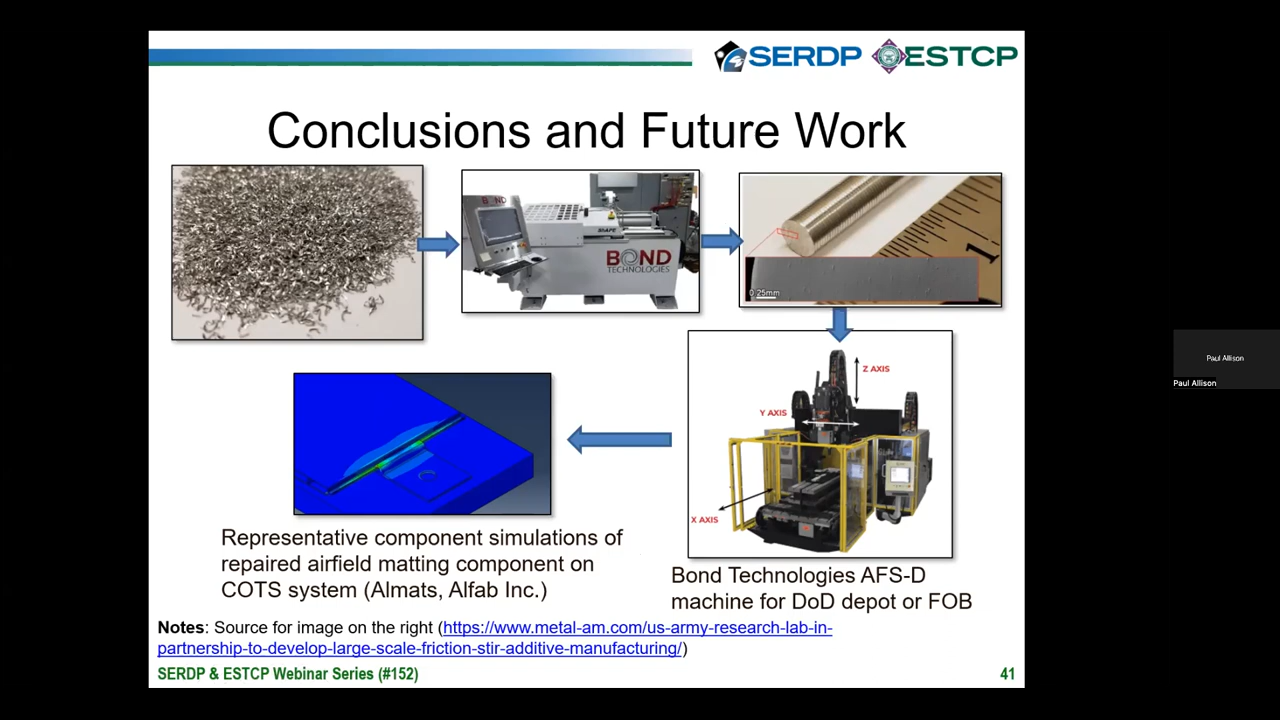 SERDP ESTCP
Conclusions and Future Work
BOND
SHAPE
BOND
TECHNOLOGIES
0.25mm
1
Z AXIS
Y AXIS
X AXIS
Paul Allison
Paul Allison
Representative component simulations of
repaired airfield matting component on
COTS system (Almats, Alfab Inc.)
Bond Technologies AFS-D
machine for DoD depot or FOB
Notes: Source for image on the right (https://www.metal-am.com/us-army-research-lab-in-
partnership-to-develop-large-scale-friction-stir-additive-manufacturing/)
SERDP & ESTCP Webinar Series (#152)
41